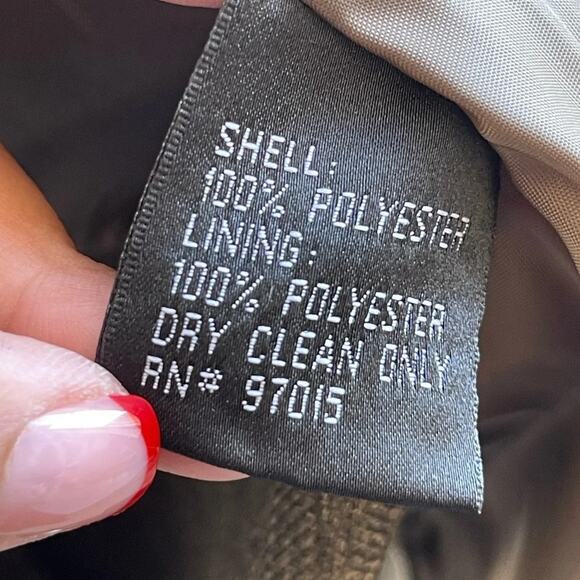 SHELL:
100% POLYESTER
LINING:
100% POLYESTER
DRY CLEAN ONLY
RN# 97015